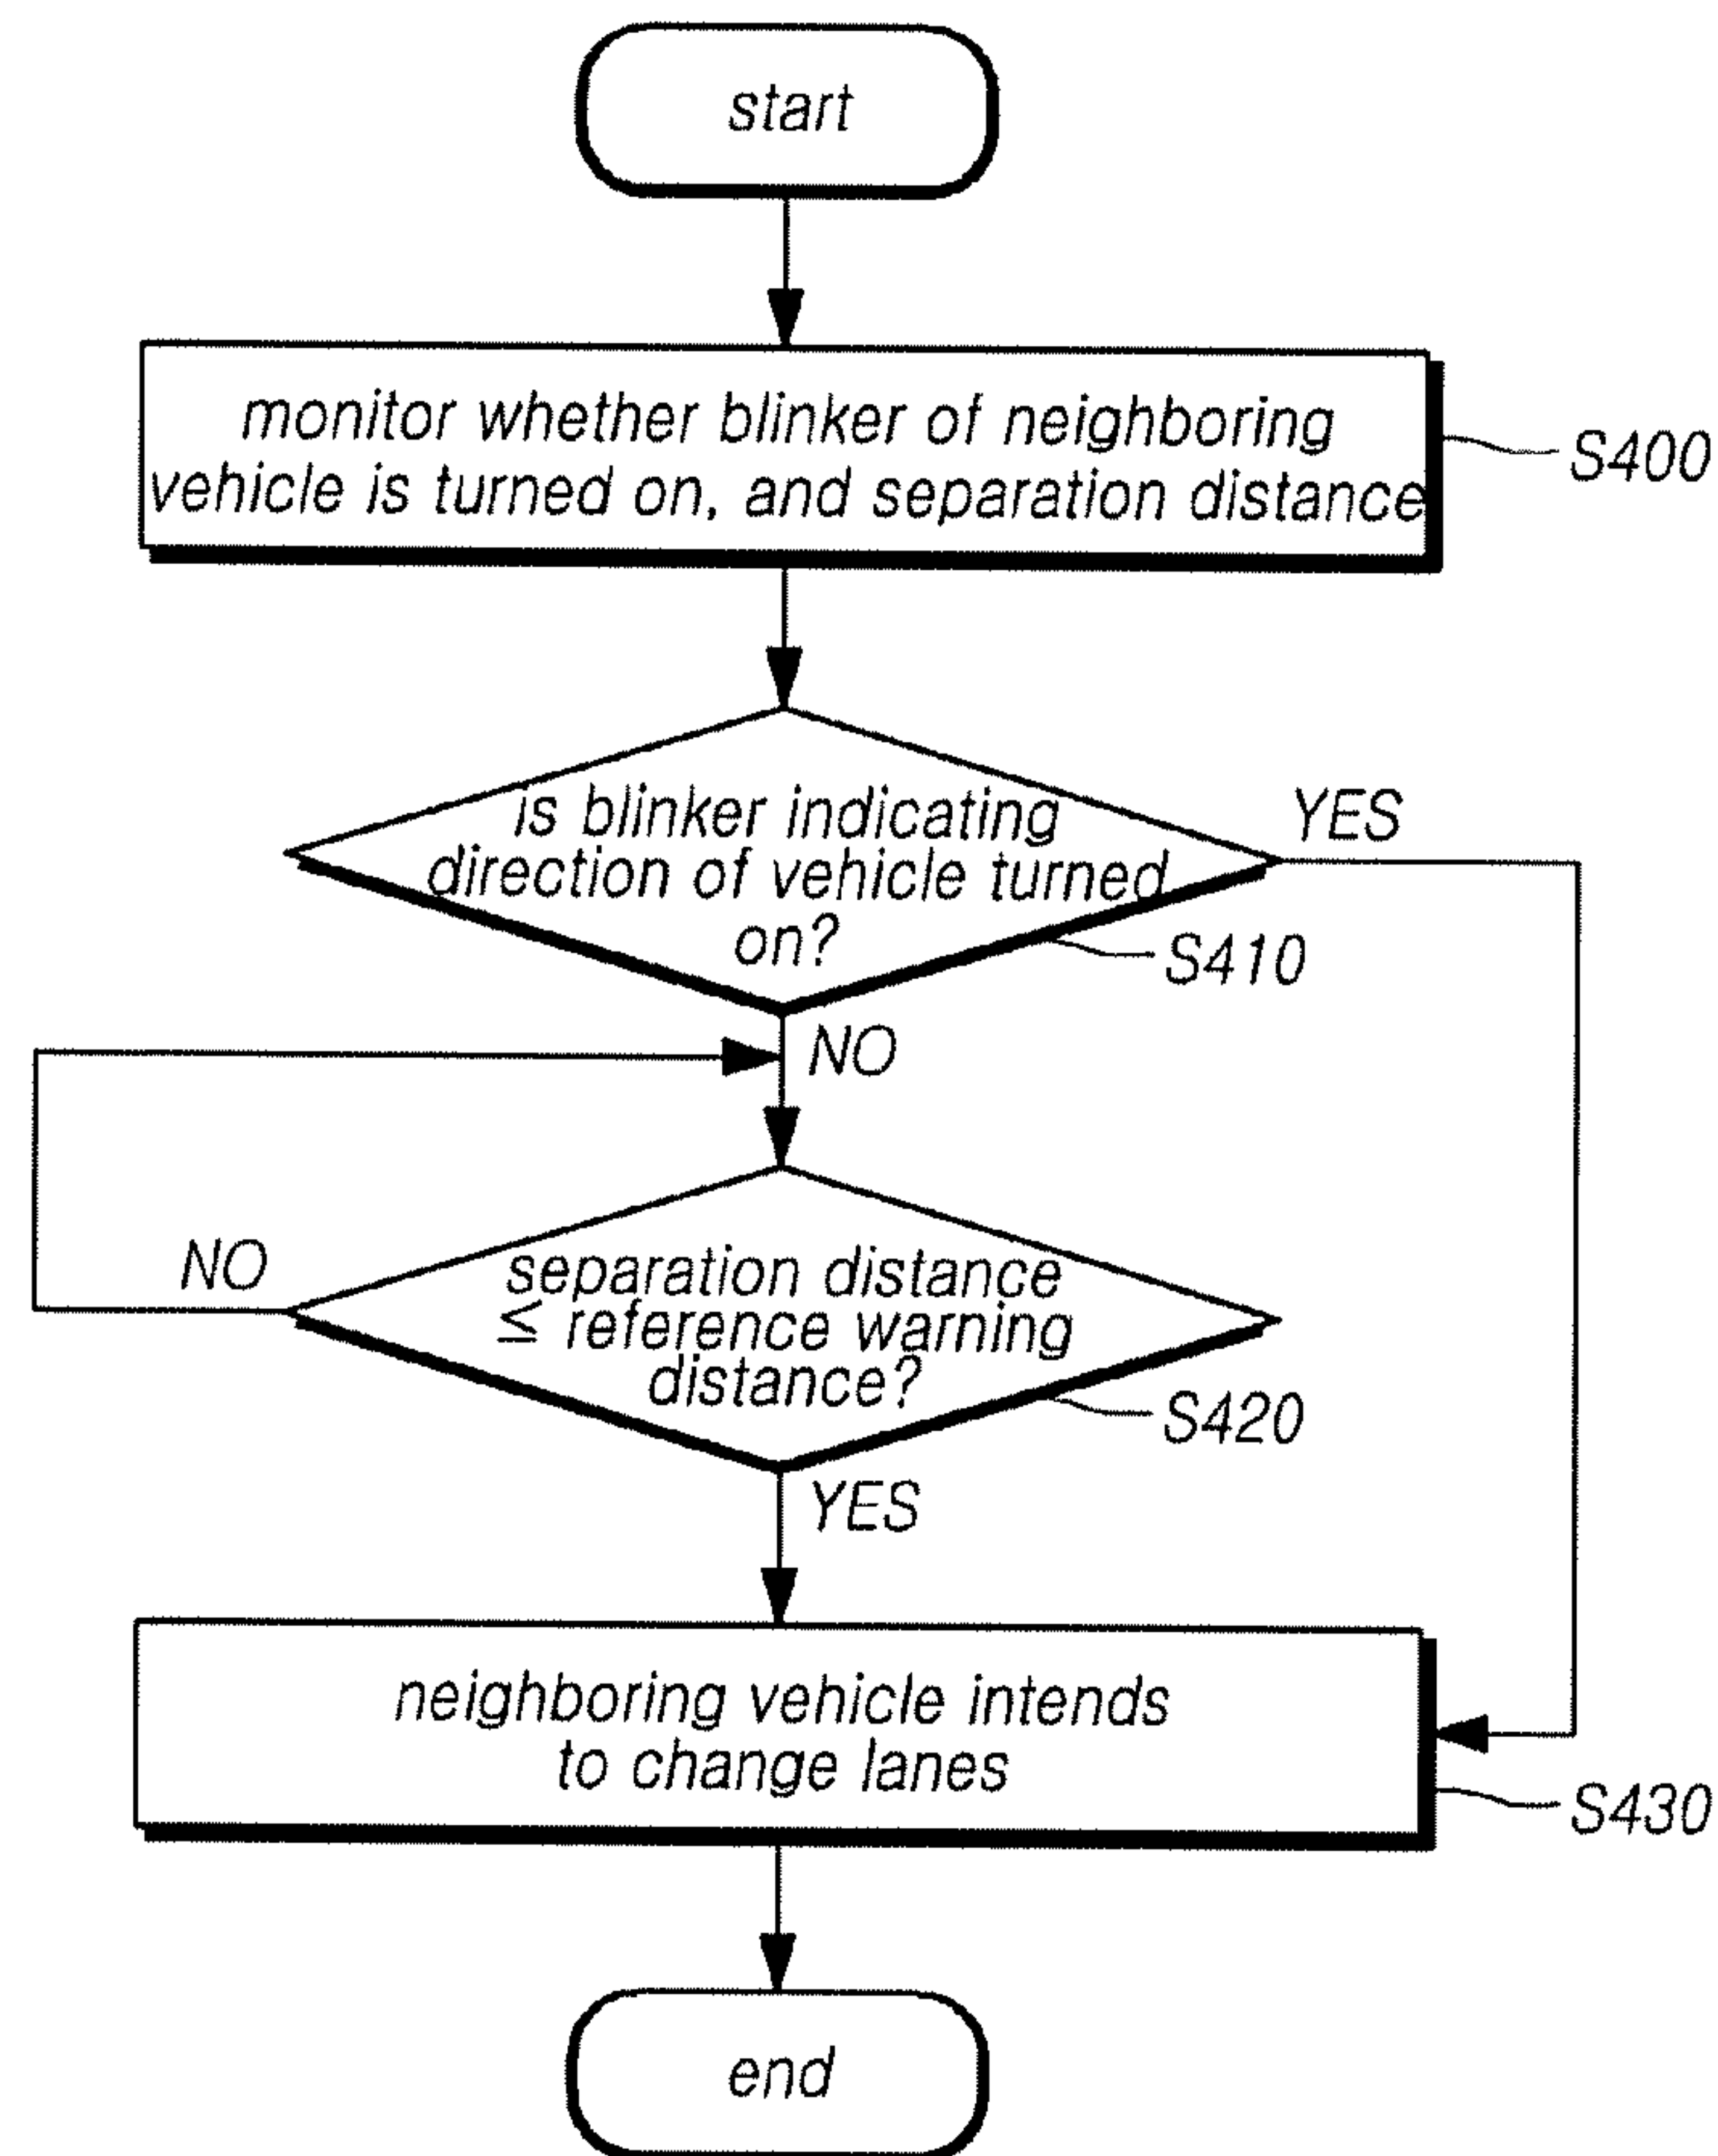 start
monitor whether blinker of neighboring
vehicle is turned on, and separation distance
S400
is blinker indicating
direction of vehicle turned
on?
YES
S410
NO
NO
separation distance
≤ reference warning
distance?
S420
YES
neighboring vehicle intends
to change lanes
S430
end